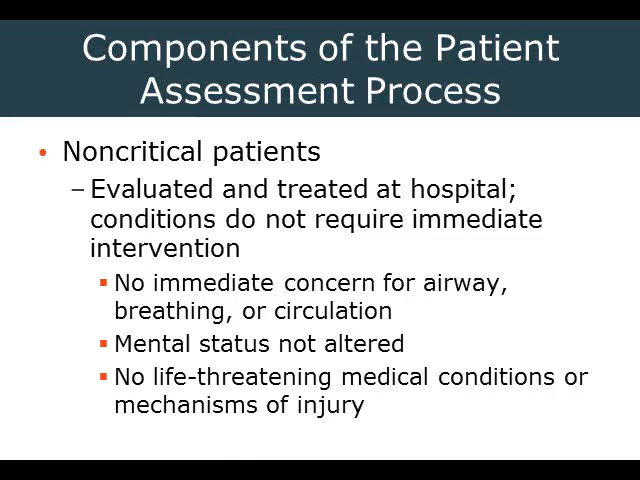 Components of the Patient
Assessment Process
• Noncritical patients
– Evaluated and treated at hospital;
conditions do not require immediate
intervention
▪ No immediate concern for airway,
breathing, or circulation
▪ Mental status not altered
▪ No life-threatening medical conditions or
mechanisms of injury